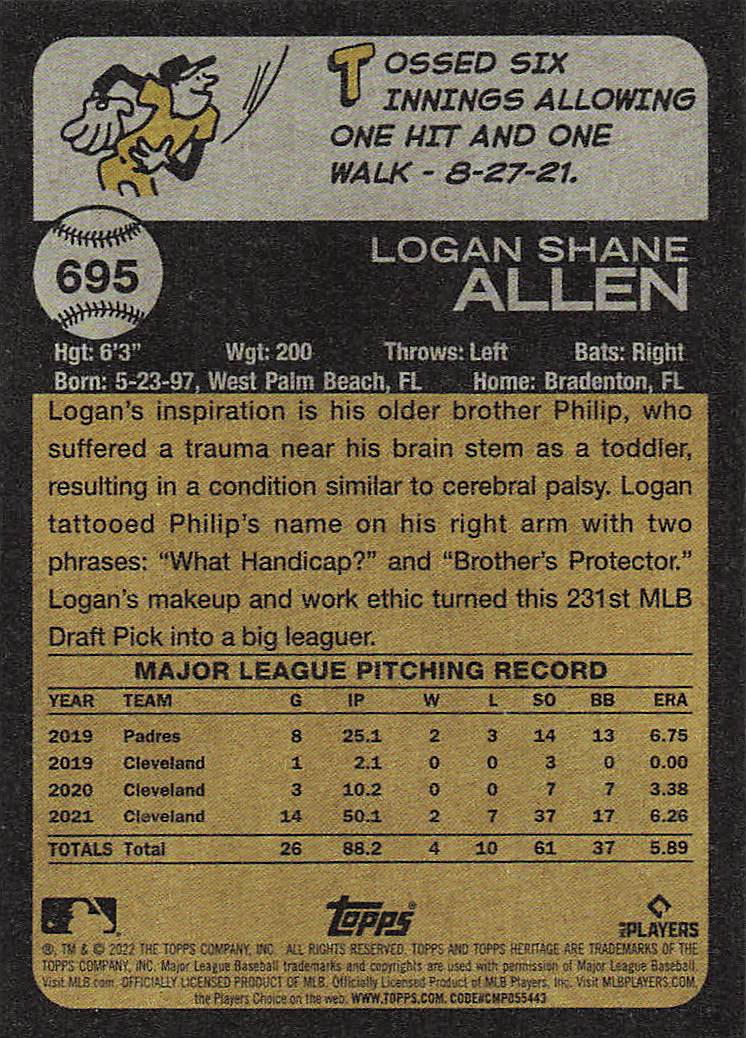 TOSSED SIX
INNINGS ALLOWING
ONE HIT AND ONE
WALK - 8-27-21.
695
LOGAN SHANE
ALLEN
Hgt: 6'3" Wgt: 200 Throws: Left Bats: Right
Born: 5-23-97, West Palm Beach, FL Home: Bradenton, FL
Logan's inspiration is his older brother Philip, who
suffered a trauma near his brain stem as a toddler,
resulting in a condition similar to cerebral palsy. Logan
tattooed Philip's name on his right arm with two
phrases: "What Handicap?" and "Brother's Protector."
Logan's makeup and work ethic turned this 231st MLB
Draft Pick into a big leaguer.
MAJOR LEAGUE PITCHING RECORD
YEAR TEAM G IP W L SO BB ERA
2019 Padres 8 25.1 2 3 14 13 6.75
2019 Cleveland 1 2.1 0 0 3 0 0.00
2020 Cleveland 3 10.2 0 0 7 7 3.38
2021 Cleveland 14 50.1 2 7 37 17 6.26
TOTALS Total 26 88.2 4 10 61 37 5.89
Topps®
MLB PLAYERS
®, TM & © 2022 THE TOPPS COMPANY, INC. ALL RIGHTS RESERVED. TOPPS AND TOPPS HERITAGE ARE TRADEMARKS OF THE
TOPPS COMPANY, INC. Major League Baseball trademarks and copyrights are used with permission of Major League Baseball.
Visit MLB.com. OFFICIALLY LICENSED PRODUCT OF MLB. Officially Licensed Product of MLB Players, Inc. Visit MLBPLAYERS.COM,
the Players Choice on the web. WWW.TOPPS.COM. CODE#CMP055443